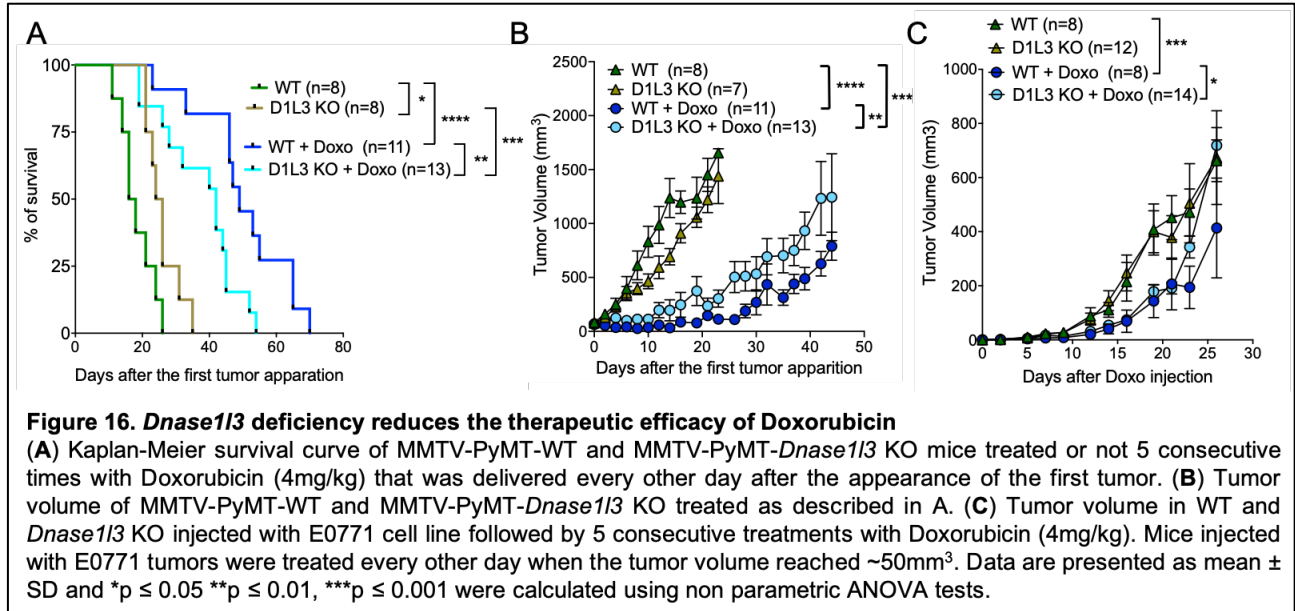 A
% of survival
100
75
50
25
0
0 20 40 60 80
Days after the first tumor apparation
WT (n=8)
D1L3 KO (n=8)
WT + Doxo (n=11)
D1L3 KO + Doxo (n=13)
*
****
**
***
B
Tumor Volume (mm³)
2500
2000
1500
1000
500
0
0 10 20 30 40 50
Days after the first tumor apparition
WT (n=8)
D1L3 KO (n=7)
WT + Doxo (n=11)
D1L3 KO + Doxo (n=13)
****
**
***
C
Tumor Volume (mm3)
1000
800
600
400
200
0
0 5 10 15 20 25 30
Days after Doxo injection
WT (n=8)
D1L3 KO (n=12)
WT + Doxo (n=8)
D1L3 KO + Doxo (n=14)
***
*
Figure 16. Dnase1l3 deficiency reduces the therapeutic efficacy of Doxorubicin
(A) Kaplan-Meier survival curve of MMTV-PyMT-WT and MMTV-PyMT-Dnase1l3 KO mice treated or not 5 consecutive
times with Doxorubicin (4mg/kg) that was delivered every other day after the appearance of the first tumor. (B) Tumor
volume of MMTV-PyMT-WT and MMTV-PyMT-Dnase1l3 KO treated as described in A. (C) Tumor volume in WT and
Dnase1l3 KO injected with E0771 cell line followed by 5 consecutive treatments with Doxorubicin (4mg/kg). Mice injected
with E0771 tumors were treated every other day when the tumor volume reached ~50mm³. Data are presented as mean ±
SD and *p ≤ 0.05 **p ≤ 0.01, ***p ≤ 0.001 were calculated using non parametric ANOVA tests.